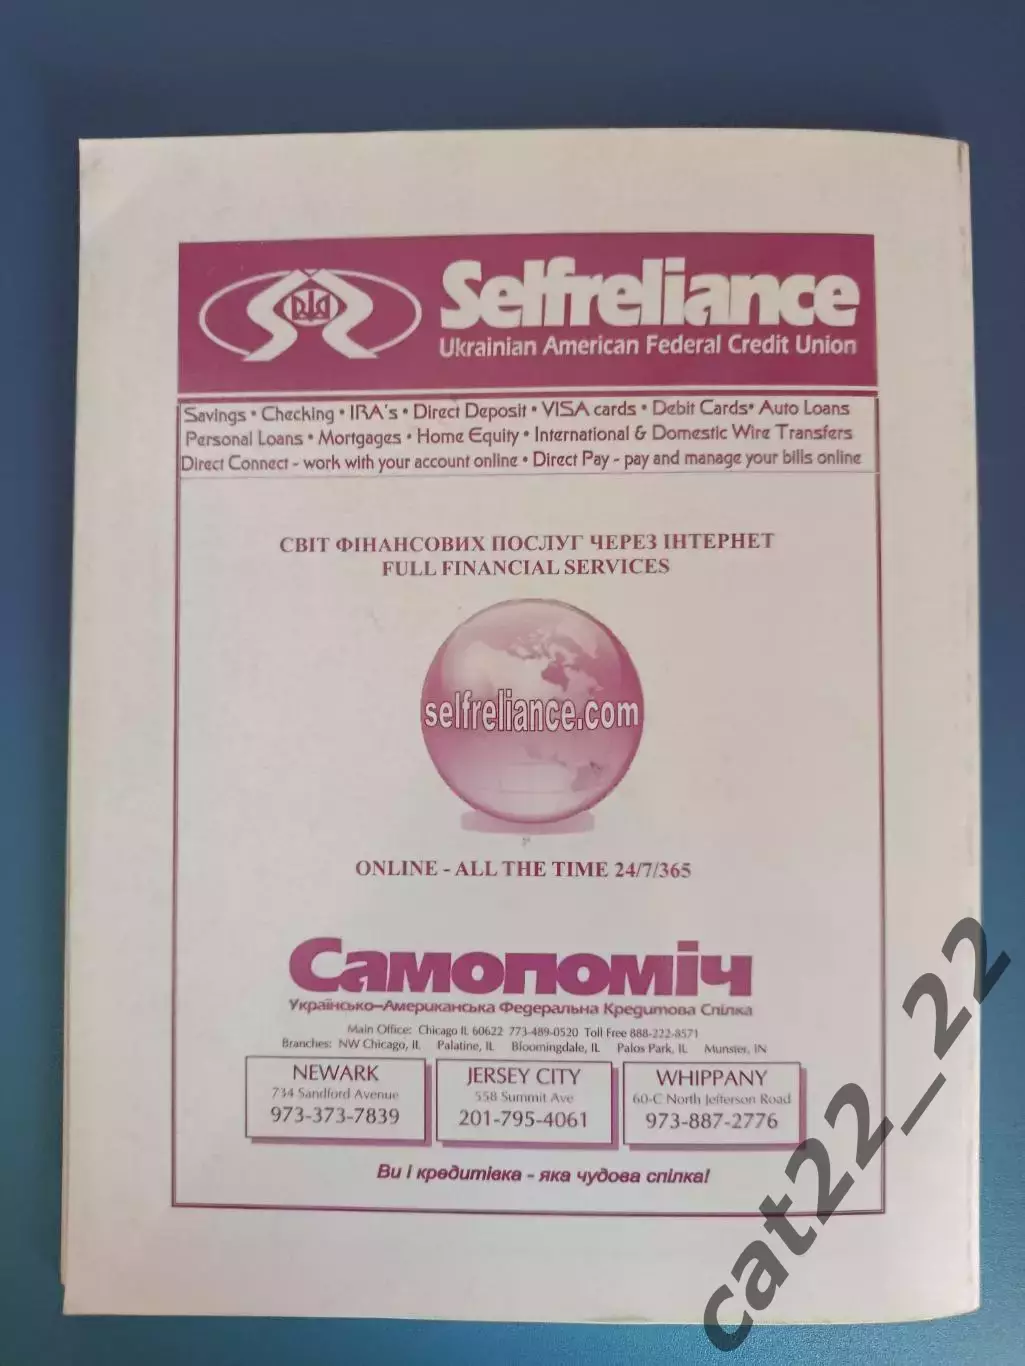 Selfreliance
Ukrainian American Federal Credit Union
Savings • Checking • IRA's • Direct Deposit • VISA cards • Debit Cards• Auto Loans
Personal Loans • Mortgages • Home Equity • International & Domestic Wire Transfers
Direct Connect - work with your account online • Direct Pay - pay and manage your bills online
СВІТ ФІНАНСОВИХ ПОСЛУГ ЧЕРЕЗ ІНТЕРНЕТ
FULL FINANCIAL SERVICES
selfreliance.com
ONLINE - ALL THE TIME 24/7/365
Самопоміч
Українсько-Американська Федеральна Кредитова Спілка
Main Office: Chicago IL 60622 773-489-0520 Toll Free 888-222-8571
Branches: NW Chicago, IL Palatine, IL Bloomingdale, IL Palos Park, IL Munster, IN
NEWARK
734 Sandford Avenue
973-373-7839
JERSEY CITY
558 Summit Ave
201-795-4061
WHIPPANY
60-C North Jefferson Road
973-887-2776
Ви і кредитівка - яка чудова спілка!
cat22_22